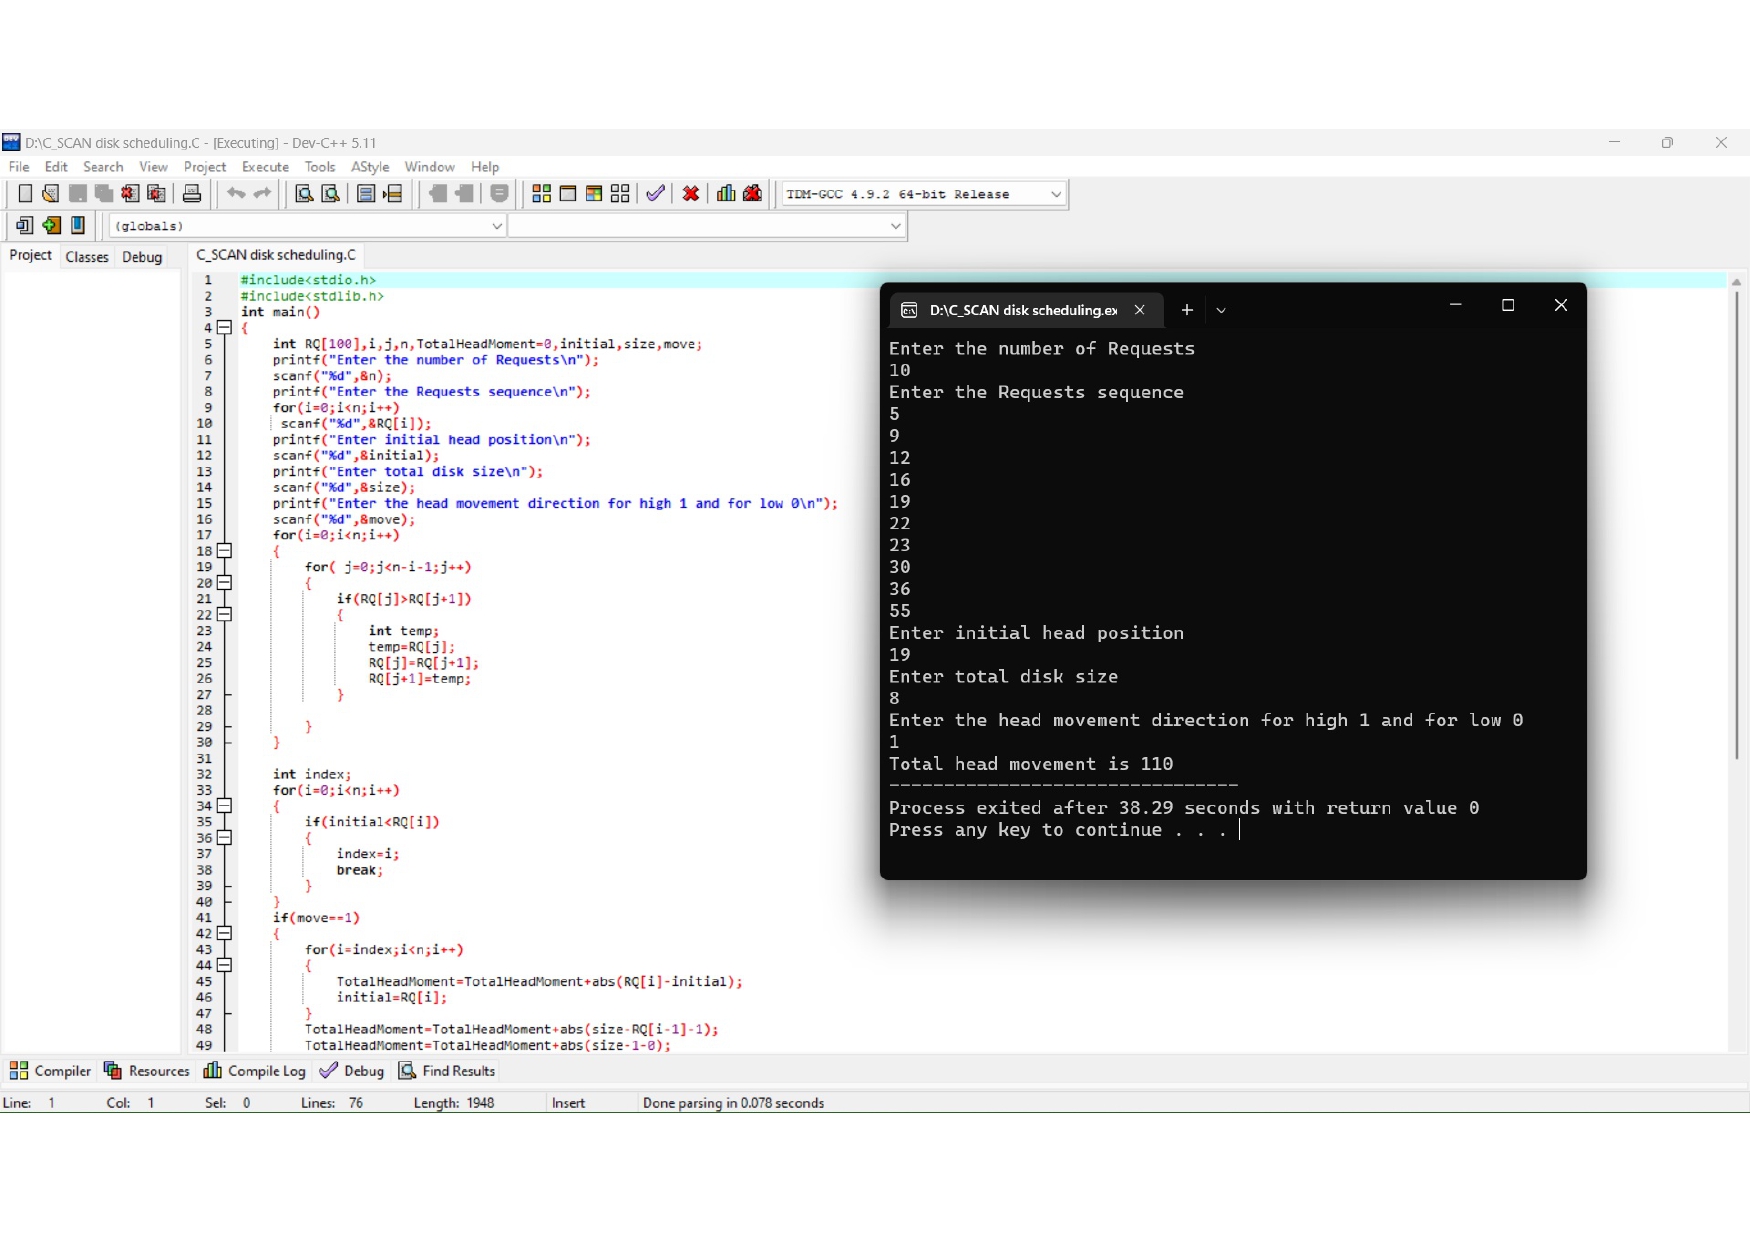 D:\C_SCAN disk scheduling.C - [Executing] - Dev-C++ 5.11
File Edit Search View Project Execute Tools AStyle Window Help
TDM-GCC 4.9.2 64-bit Release
(globals)
Project Classes Debug
C_SCAN disk scheduling.C
1 #include<stdio.h>
2 #include<stdlib.h>
3 int main()
4 {
5 int RQ[100],i,j,n,TotalHeadMoment=0,initial,size,move;
6 printf("Enter the number of Requests\n");
7 scanf("%d",&n);
8 printf("Enter the Requests sequence\n");
9 for(i=0;i<n;i++)
10 scanf("%d",&RQ[i]);
11 printf("Enter initial head position\n");
12 scanf("%d",&initial);
13 printf("Enter total disk size\n");
14 scanf("%d",&size);
15 printf("Enter the head movement direction for high 1 and for low 0\n");
16 scanf("%d",&move);
17 for(i=0;i<n;i++)
18 {
19 for( j=0;j<n-i-1;j++)
20 {
21 if(RQ[j]>RQ[j+1])
22 {
23 int temp;
24 temp=RQ[j];
25 RQ[j]=RQ[j+1];
26 RQ[j+1]=temp;
27 }
28
29 }
30 }
31
32 int index;
33 for(i=0;i<n;i++)
34 {
35 if(initial<RQ[i])
36 {
37 index=i;
38 break;
39 }
40 }
41 if(move==1)
42 {
43 for(i=index;i<n;i++)
44 {
45 TotalHeadMoment=TotalHeadMoment+abs(RQ[i]-initial);
46 initial=RQ[i];
47 }
48 TotalHeadMoment=TotalHeadMoment+abs(size-RQ[i-1]-1);
49 TotalHeadMoment=TotalHeadMoment+abs(size-1-0);
D:\C_SCAN disk scheduling.ex
Enter the number of Requests
10
Enter the Requests sequence
5
9
12
16
19
22
23
30
36
55
Enter initial head position
19
Enter total disk size
8
Enter the head movement direction for high 1 and for low 0
1
Total head movement is 110
--------------------------------
Process exited after 38.29 seconds with return value 0
Press any key to continue . . .
Compiler Resources Compile Log Debug Find Results
Line: 1 Col: 1 Sel: 0 Lines: 76 Length: 1948 Insert Done parsing in 0.078 seconds